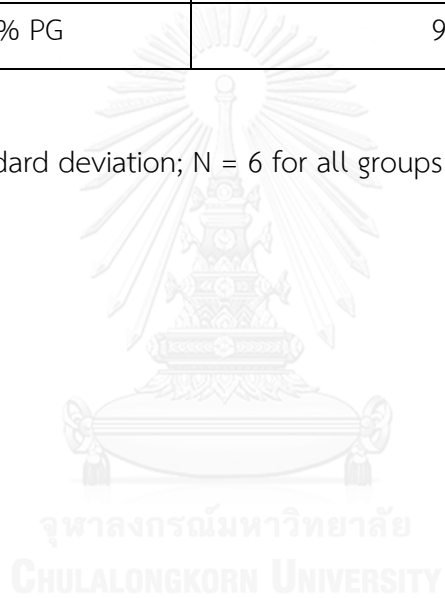 % PG 9
dard deviation; N = 6 for all groups
จุฬาลงกรณ์มหาวิทยาลัย
CHULALONGKORN UNIVERSITY